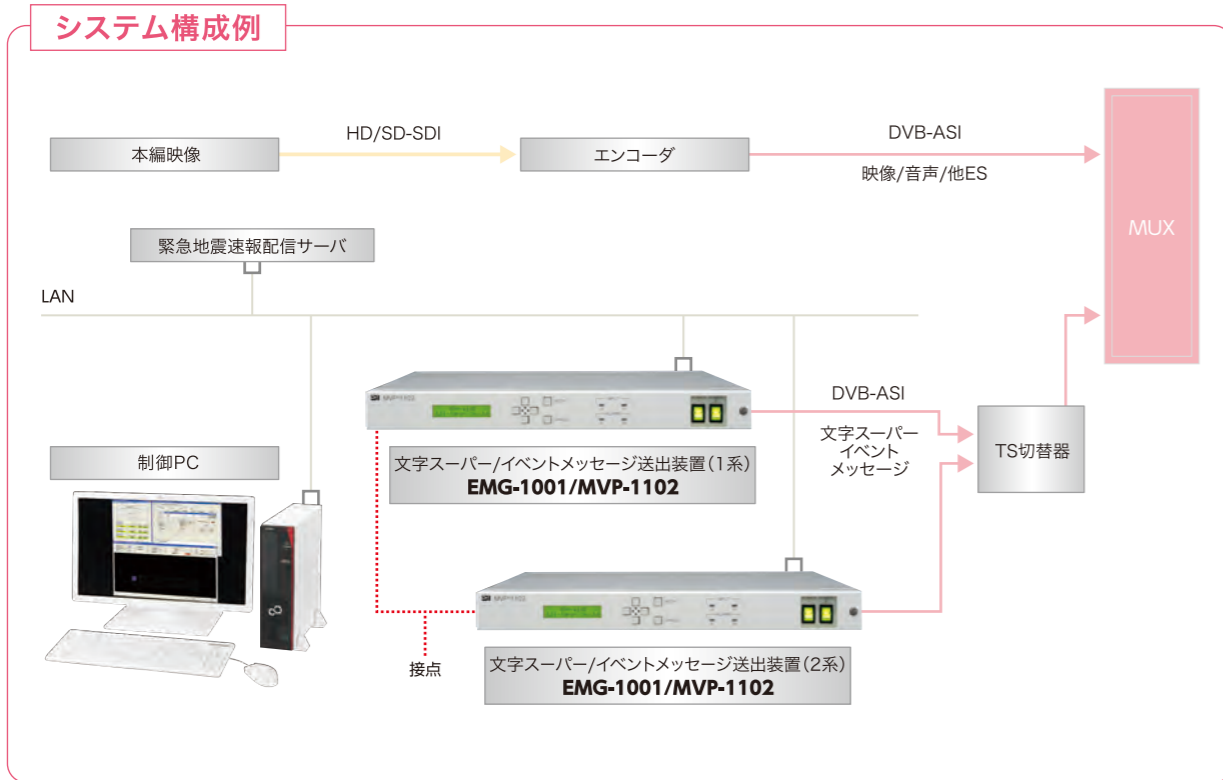 システム構成例
HD/SD-SDI
DVB-ASI
本編映像
エンコーダ
映像/音声/他ES
MUX
緊急地震速報配信サーバ
LAN
MVP1102
DVB-ASI
文字スーパー
イベント
メッセージ
TS切替器
制御PC
文字スーパー/イベントメッセージ送出装置(1系)
EMG-1001/MVP-1102
MVP1102
接点
文字スーパー/イベントメッセージ送出装置(2系)
EMG-1001/MVP-1102